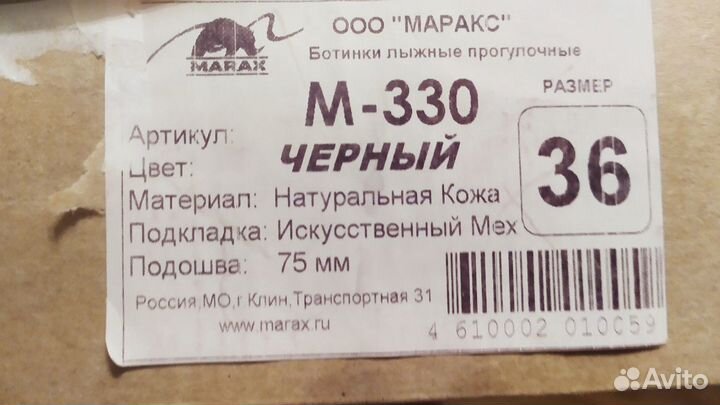 ООО "МАРАКС"
MARAX
Ботинки лыжные прогулочные
Артикул: М-330
РАЗМЕР
36
Цвет: ЧЕРНЫЙ
Материал: Натуральная Кожа
Подкладка: Искусственный Мех
Подошва: 75 мм
Россия,МО,г Клин,Транспортная 31
www.marax.ru
4 610002 010059
Avito